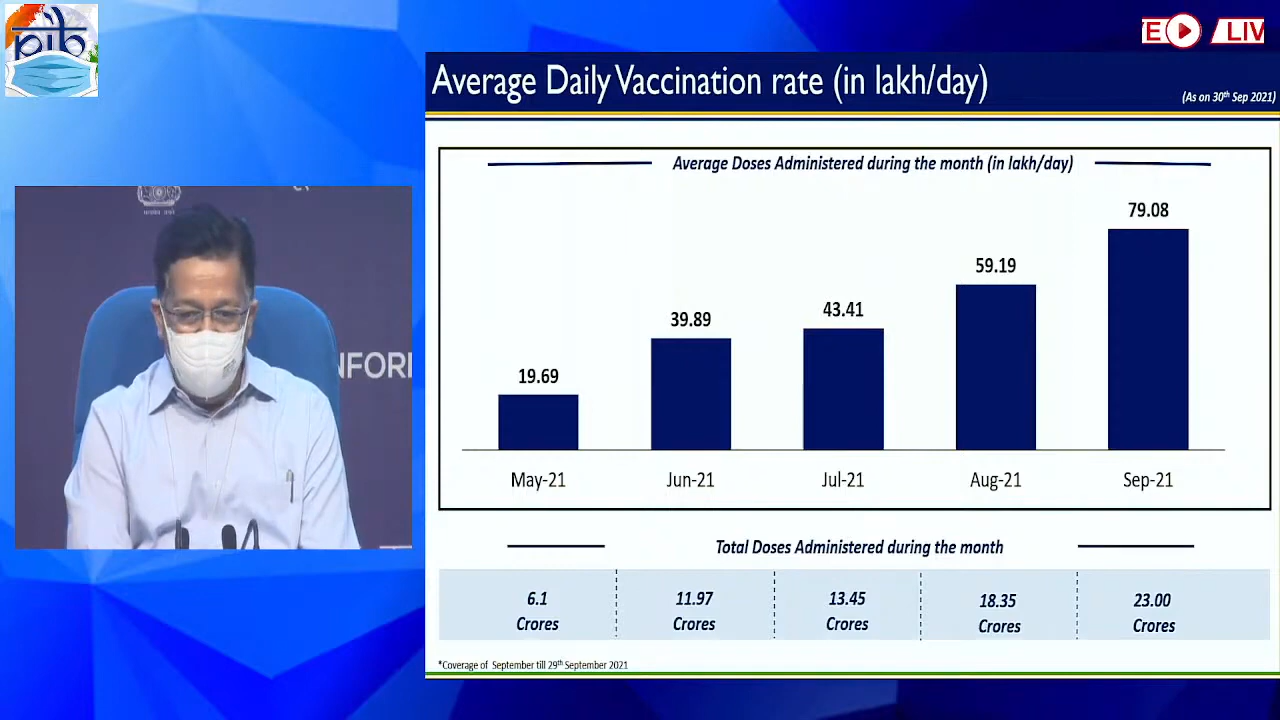 pib
LIV
Average Daily Vaccination rate (in lakh/day)
(As on 30th Sep 2021)
Average Doses Administered during the month (in lakh/day)
19.69
39.89
43.41
59.19
79.08
May-21
Jun-21
Jul-21
Aug-21
Sep-21
NFOR
Total Doses Administered during the month
6.1
Crores
11.97
Crores
13.45
Crores
18.35
Crores
23.00
Crores
*Coverage of September till 29th September 2021